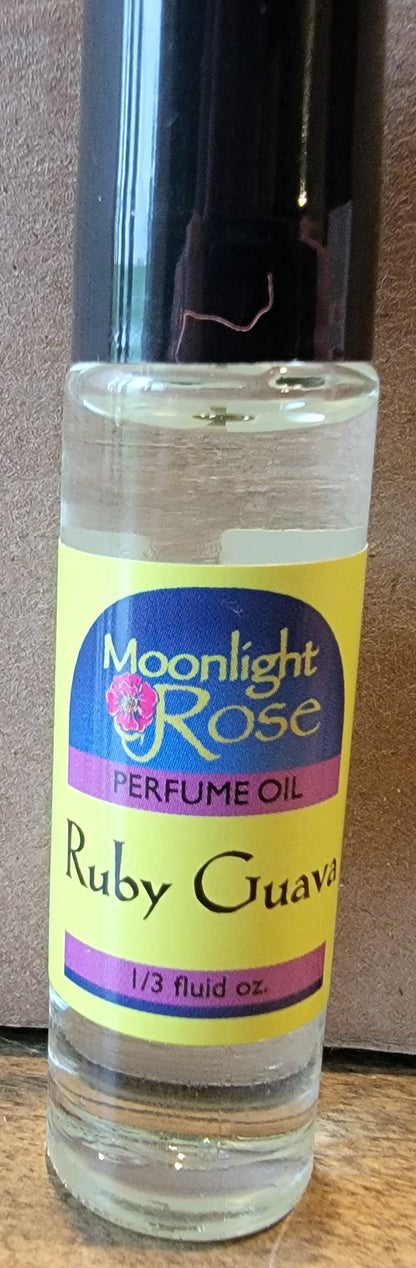 Moonlight
Rose
PERFUME OIL
Ruby Guava
1/3 fluid oz.